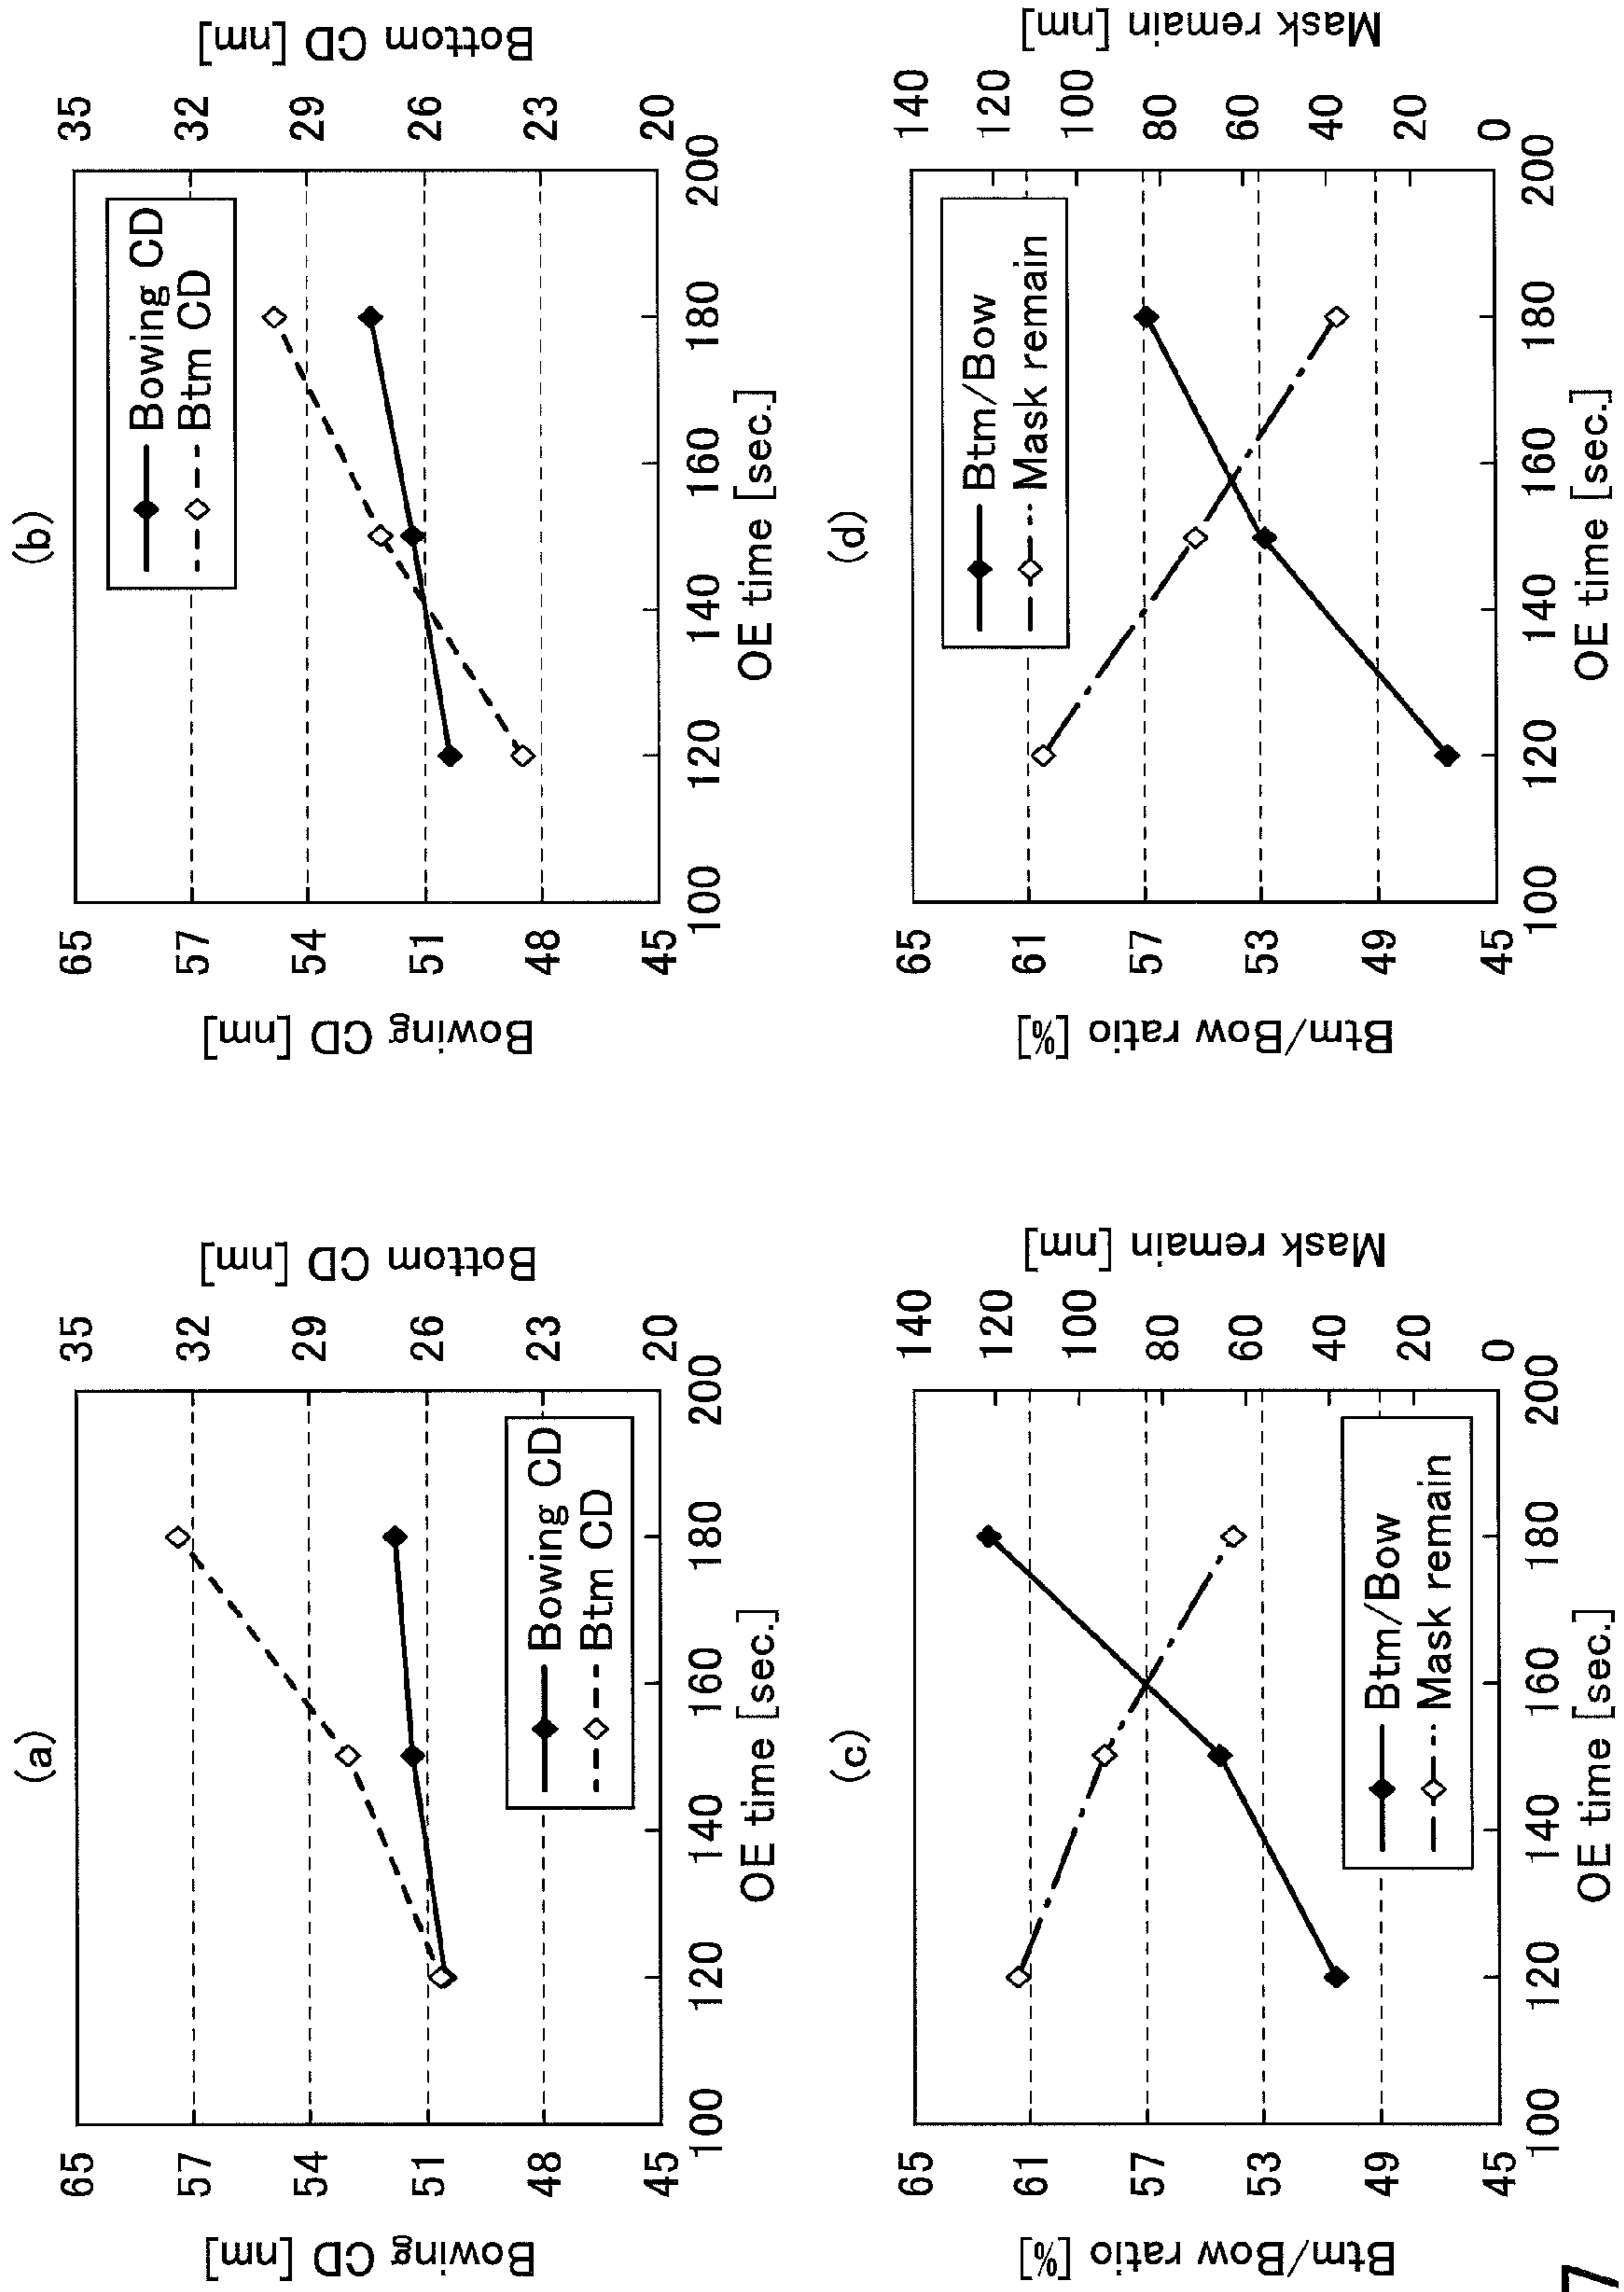 (a)
Bowing CD [nm]
65
57
54
51
48
45
Bottom CD [nm]
35
32
29
26
23
20
Bowing CD
Btm CD
100 120 140 160 180 200
OE time [sec.]
(b)
Bowing CD [nm]
65
57
54
51
48
45
Bottom CD [nm]
35
32
29
26
23
20
Bowing CD
Btm CD
100 120 140 160 180 200
OE time [sec.]
(c)
Btm/Bow ratio [%]
65
61
57
53
49
45
Mask remain [nm]
140
120
100
80
60
40
20
0
Btm/Bow
Mask remain
100 120 140 160 180 200
OE time [sec.]
(d)
Btm/Bow ratio [%]
65
61
57
53
49
45
Mask remain [nm]
140
110
100
80
60
40
20
0
Btm/Bow
Mask remain
100 120 140 160 180 200
OE time [sec.]
7